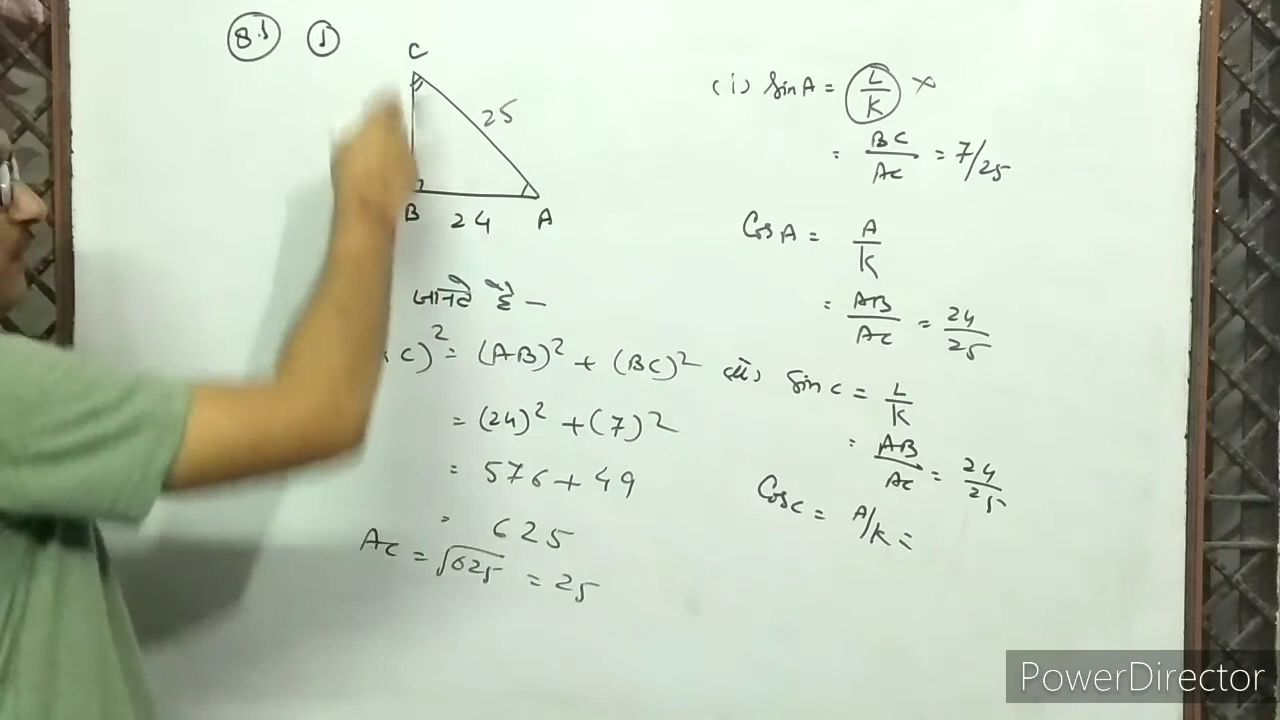 8.1 ①
C
25
B 24 A
जानते हैं –
C)² = (AB)² + (BC)²
= (24)² + (7)²
= 576 + 49
= 625
AC = √625 = 25
(i) Sin A = L/K ×
= BC/AC = 7/25
Cos A = A/K
= AB/AC = 24/25
(ii) Sin C = L/K
= AB/AC = 24/25
Cos C = A/K =
PowerDirector